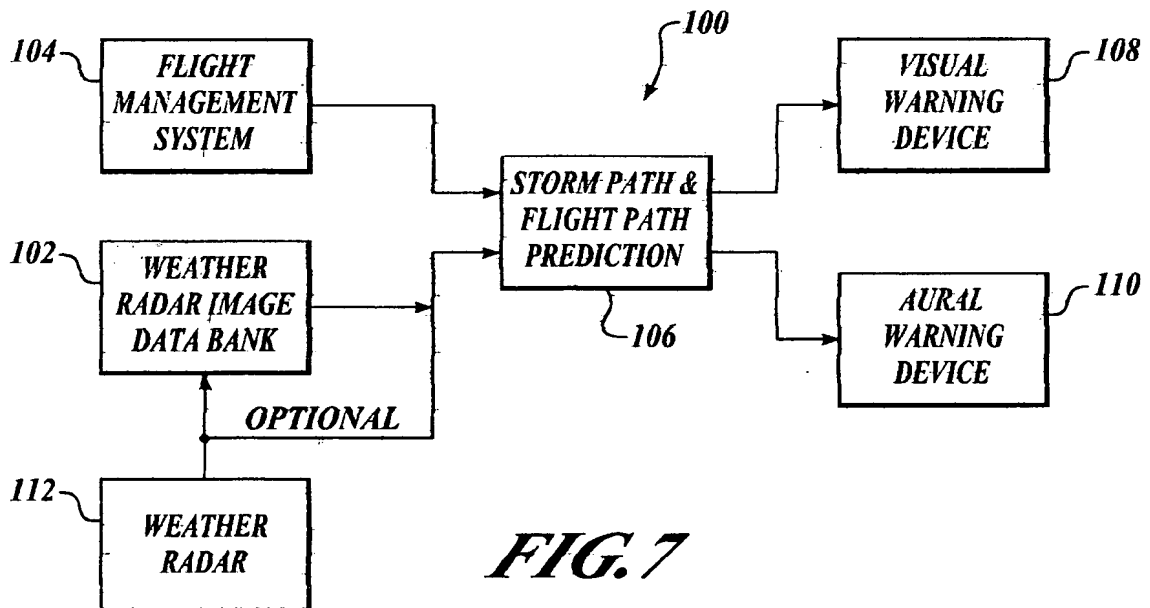 100
104
FLIGHT
MANAGEMENT
SYSTEM
VISUAL
WARNING
DEVICE
108
STORM PATH &
FLIGHT PATH
PREDICTION
106
102
WEATHER
RADAR IMAGE
DATA BANK
AURAL
WARNING
DEVICE
110
OPTIONAL
112
WEATHER
RADAR
FIG. 7